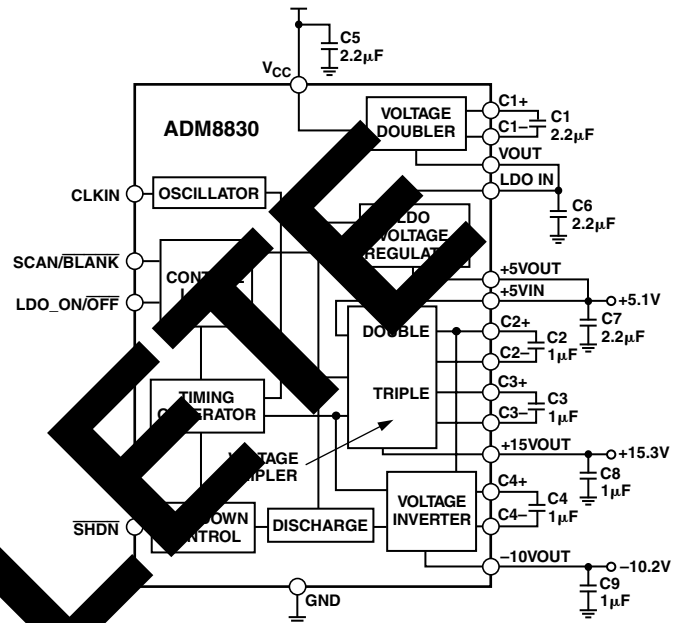 C5
2.2µF
VCC
ADM8830
VOLTAGE
DOUBLER
C1+
C1–
C1
2.2µF
VOUT
LDO IN
C6
2.2µF
CLKIN
OSCILLATOR
LDO
VOLTAGE
SCAN/BLANK
LDO_ON/OFF
+5VOUT
+5VIN
+5.1V
C7
2.2µF
DOUBLE
TRIPLE
C2+
C2–
C2
1µF
C3+
C3–
C3
1µF
TIMING
+15VOUT
+15.3V
C8
1µF
C4+
C4–
C4
1µF
VOLTAGE
INVERTER
SHDN
DISCHARGE
–10VOUT
–10.2V
C9
1µF
GND
LETE